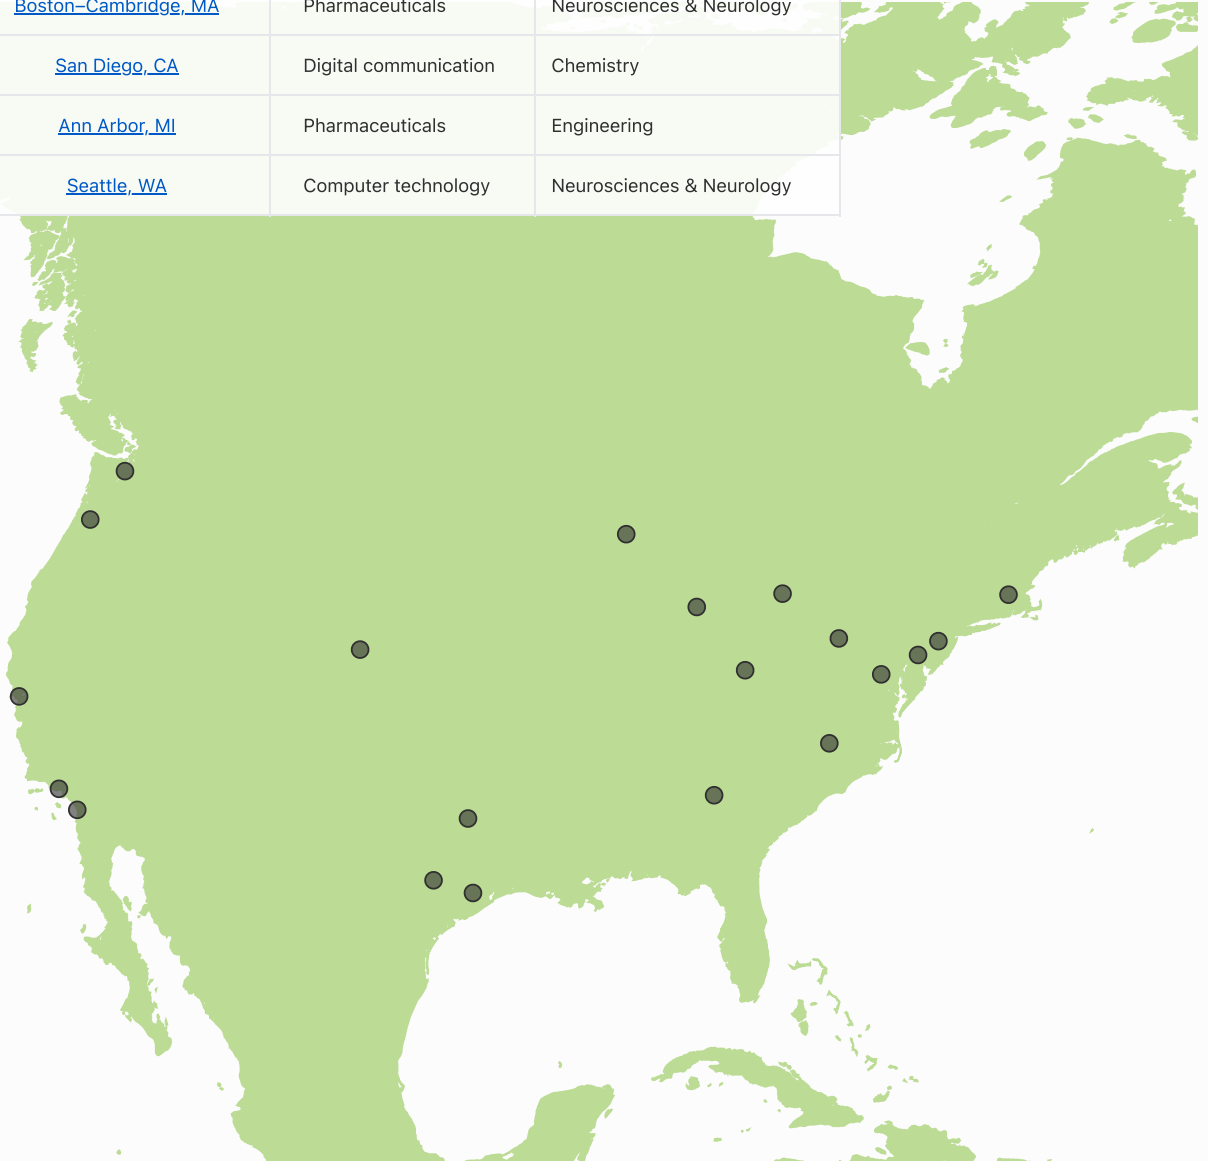 Boston–Cambridge, MA Pharmaceuticals Neurosciences & Neurology
San Diego, CA Digital communication Chemistry
Ann Arbor, MI Pharmaceuticals Engineering
Seattle, WA Computer technology Neurosciences & Neurology